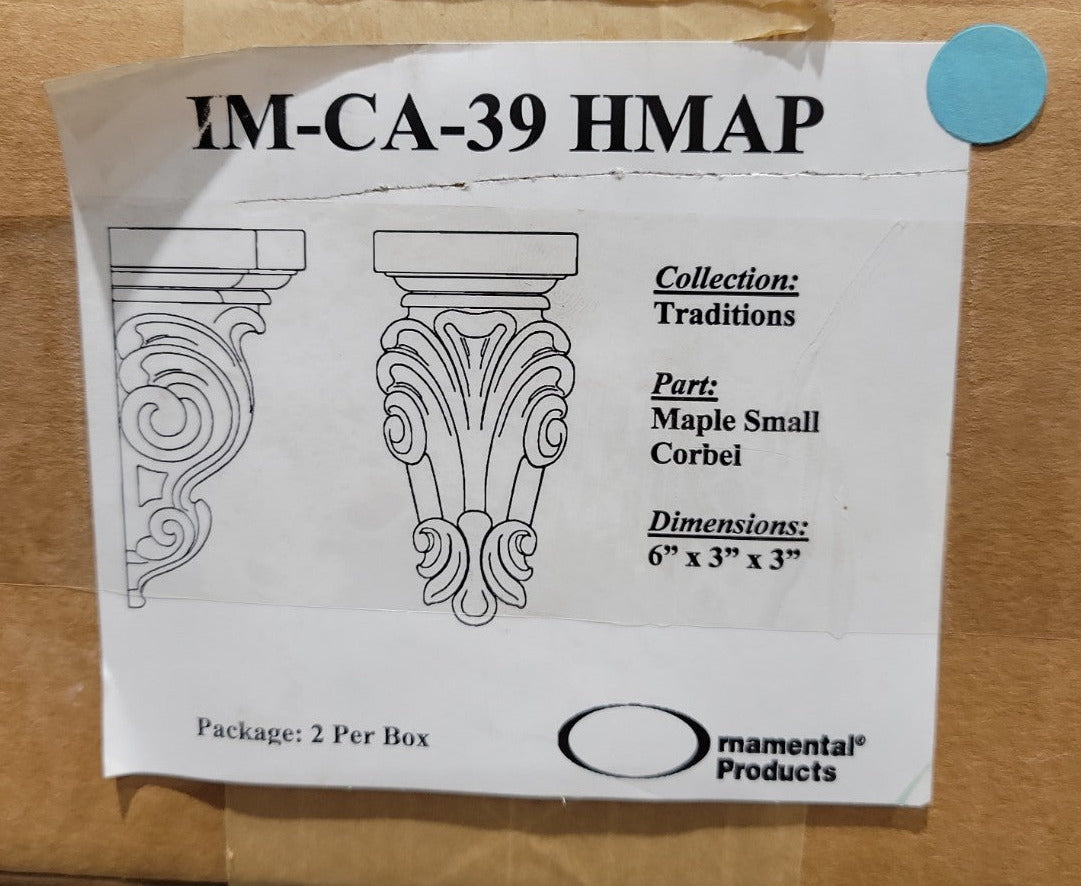 IM-CA-39 HMAP
Collection:
Traditions
Part:
Maple Small
Corbel
Dimensions:
6” x 3” x 3”
Package: 2 Per Box
Ornamental®
Products